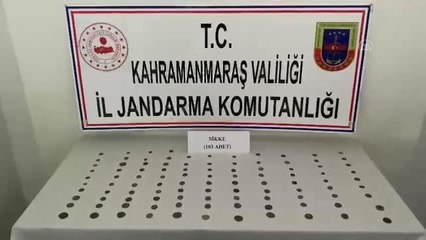 T.C.
KAHRAMANMARAŞ VALİLİĞİ
İL JANDARMA KOMUTANLIĞI
SİKKE
(103 ADET)